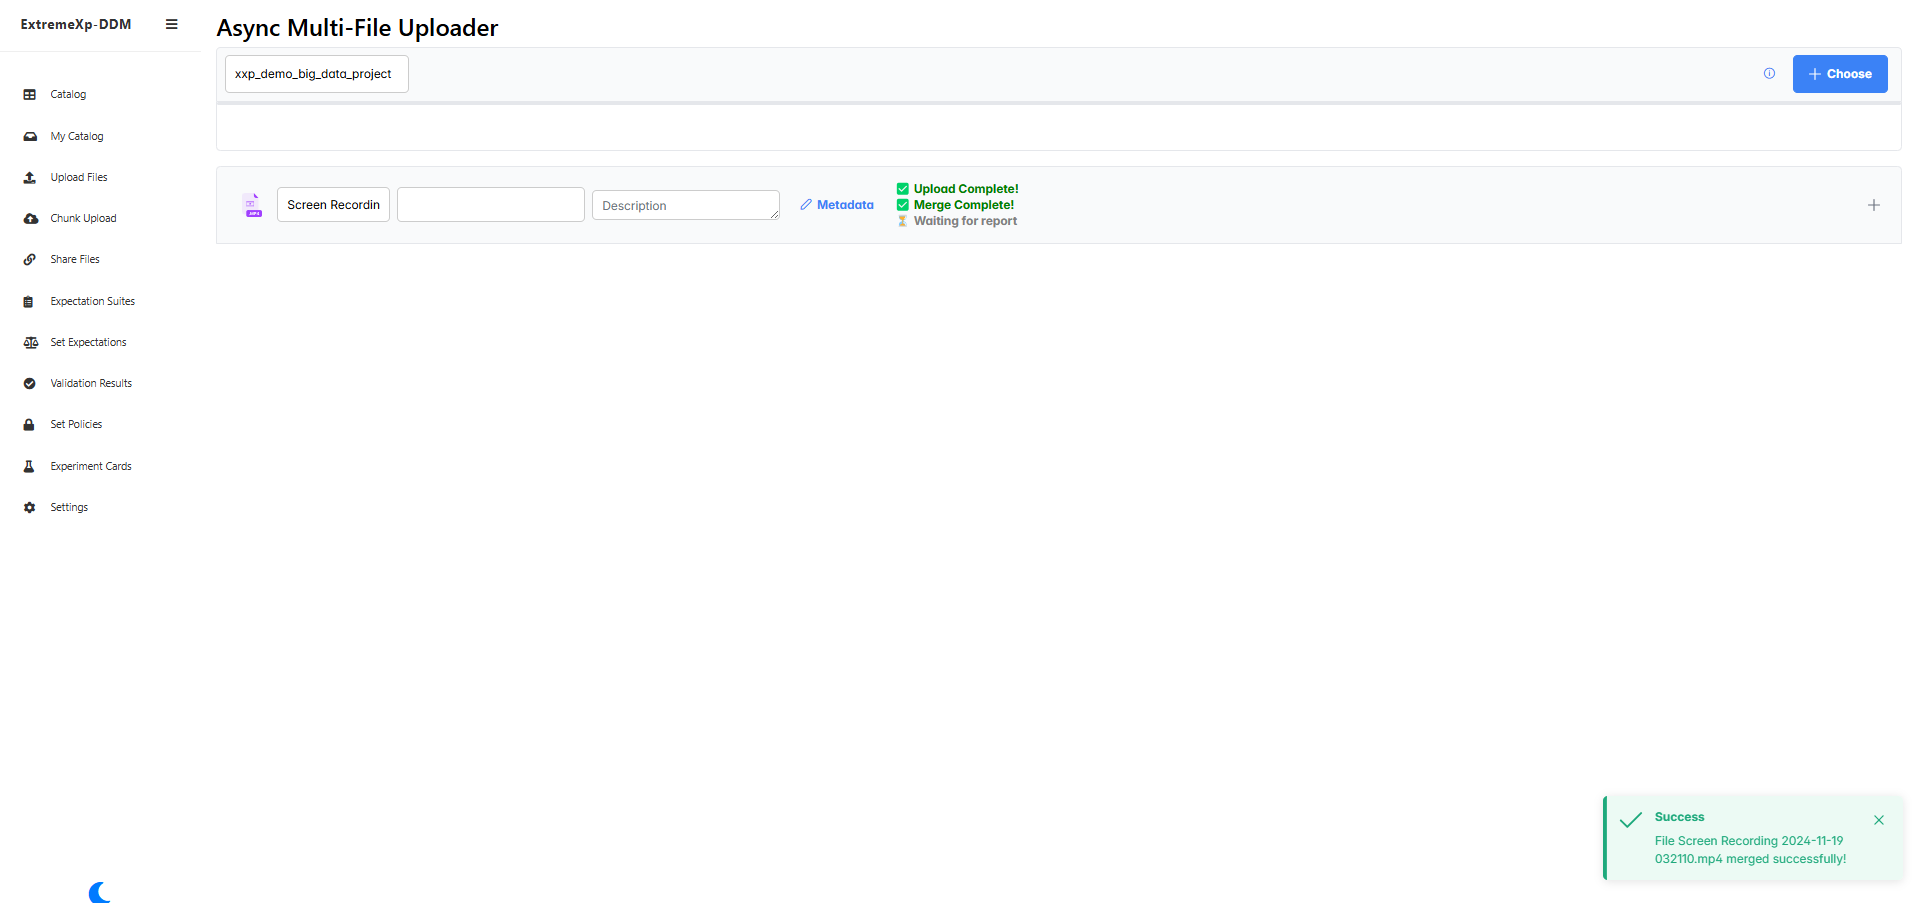 ExtremeXp-DDM
Catalog
My Catalog
Upload Files
Chunk Upload
Share Files
Expectation Suites
Set Expectations
Validation Results
Set Policies
Experiment Cards
Settings
Async Multi-File Uploader
xxp_demo_big_data_project
Choose
Screen Recordin
Description
Metadata
Upload Complete!
Merge Complete!
Waiting for report
Success
File Screen Recording 2024-11-19
032110.mp4 merged successfully!